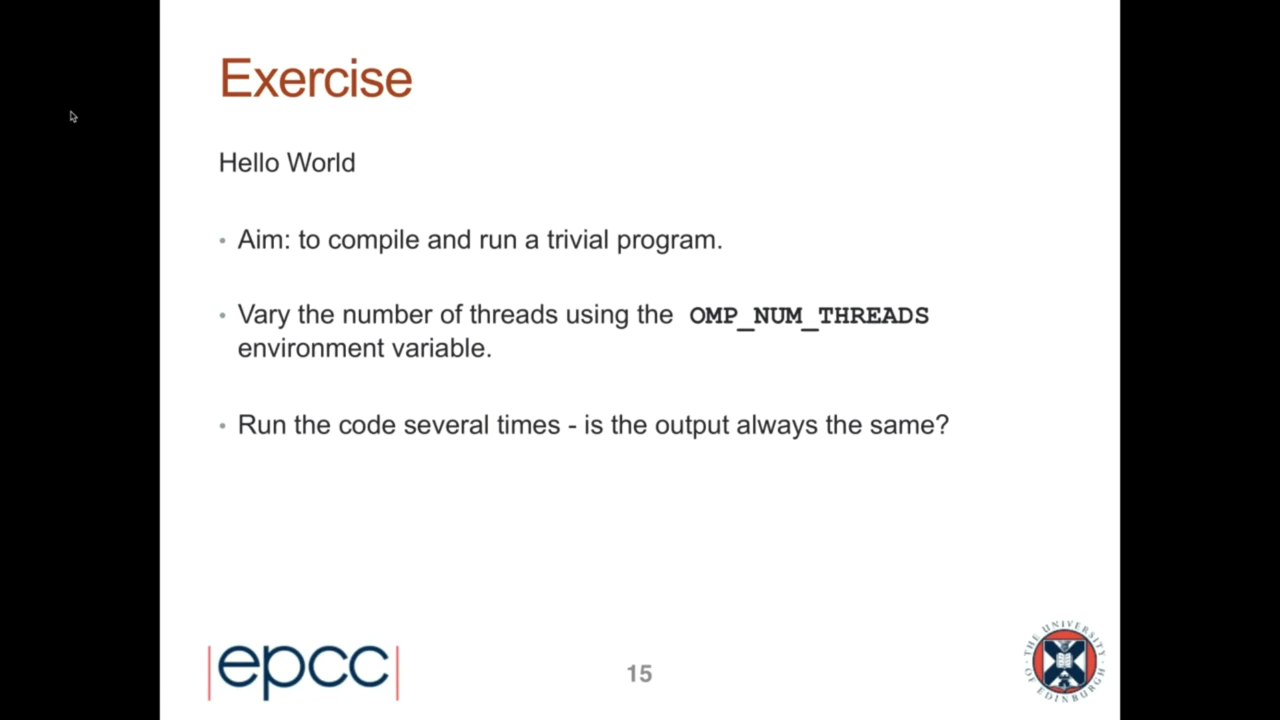 Exercise
Hello World
• Aim: to compile and run a trivial program.
• Vary the number of threads using the OMP_NUM_THREADS
environment variable.
• Run the code several times - is the output always the same?
|epcc|
15
THE UNIVERSITY
OF EDINBURGH